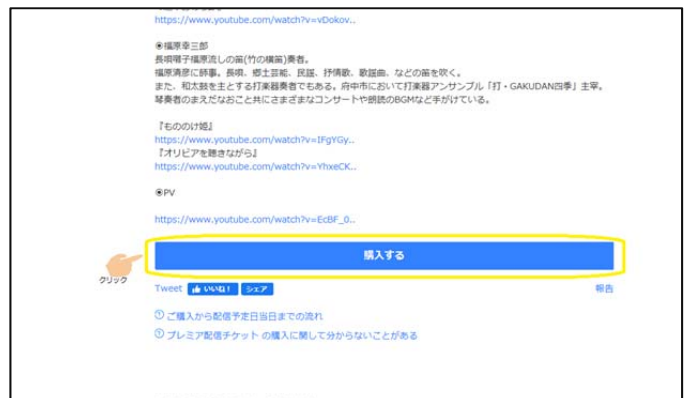 https://www.youtube.com/watch?v=vDokov..
◉福原幸三郎
長唄囃子福原流しの笛(竹の横笛)奏者。
福原清彦に師事。長唄、郷土芸能、民謡、抒情歌、歌謡曲、などの笛を吹く。
また、和太鼓を主とする打楽器奏者でもある。府中市において打楽器アンサンブル「打・GAKUDAN四季」主宰。
琴奏者のまえだなおこと共にさまざまなコンサートや朗読のBGMなど手がけている。
『もののけ姫』
https://www.youtube.com/watch?v=IFgYGy..
『オリビアを聴きながら』
https://www.youtube.com/watch?v=YhxeCK..
◉PV
https://www.youtube.com/watch?v=EcBF_0..
購入する
クリック
Tweet いいね! シェア 報告
? ご購入から配信予定日当日までの流れ
? プレミア配信チケット の購入に関して分からないことがある